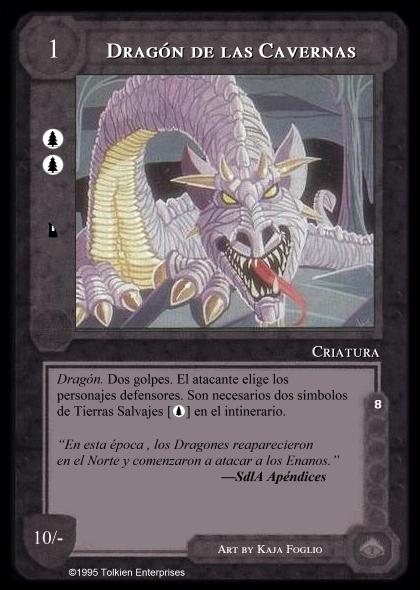 1
DRAGÓN DE LAS CAVERNAS
CRIATURA
Dragón. Dos golpes. El atacante elige los
personajes defensores. Son necesarios dos símbolos
de Tierras Salvajes [ ] en el intinerario.
8
“En esta época , los Dragones reaparecieron
en el Norte y comenzaron a atacar a los Enanos.”
—SdlA Apéndices
10/-
ART BY KAJA FOGLIO
©1995 Tolkien Enterprises